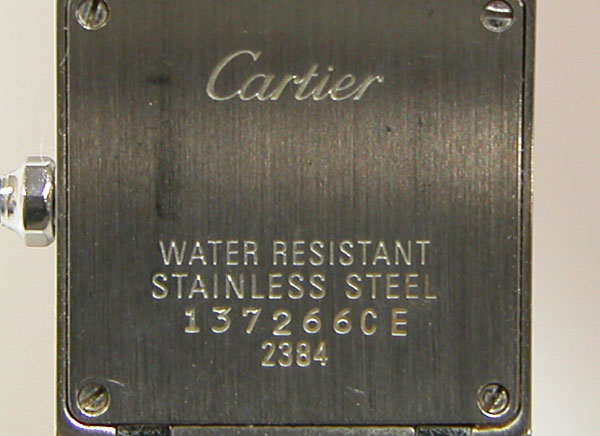 Cartier
WATER RESISTANT
STAINLESS STEEL
137266CE
2384